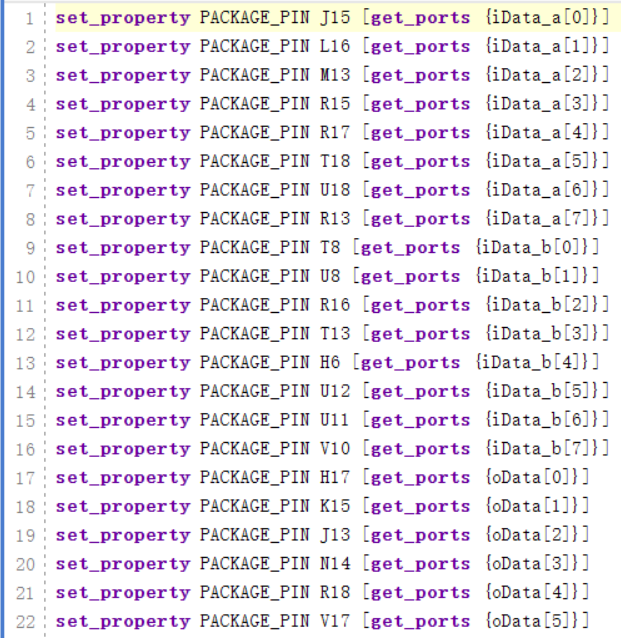 1 set_property PACKAGE_PIN J15 [get_ports {iData_a[0]}]
2 set_property PACKAGE_PIN L16 [get_ports {iData_a[1]}]
3 set_property PACKAGE_PIN M13 [get_ports {iData_a[2]}]
4 set_property PACKAGE_PIN R15 [get_ports {iData_a[3]}]
5 set_property PACKAGE_PIN R17 [get_ports {iData_a[4]}]
6 set_property PACKAGE_PIN T18 [get_ports {iData_a[5]}]
7 set_property PACKAGE_PIN U18 [get_ports {iData_a[6]}]
8 set_property PACKAGE_PIN R13 [get_ports {iData_a[7]}]
9 set_property PACKAGE_PIN T8 [get_ports {iData_b[0]}]
10 set_property PACKAGE_PIN U8 [get_ports {iData_b[1]}]
11 set_property PACKAGE_PIN R16 [get_ports {iData_b[2]}]
12 set_property PACKAGE_PIN T13 [get_ports {iData_b[3]}]
13 set_property PACKAGE_PIN H6 [get_ports {iData_b[4]}]
14 set_property PACKAGE_PIN U12 [get_ports {iData_b[5]}]
15 set_property PACKAGE_PIN U11 [get_ports {iData_b[6]}]
16 set_property PACKAGE_PIN V10 [get_ports {iData_b[7]}]
17 set_property PACKAGE_PIN H17 [get_ports {oData[0]}]
18 set_property PACKAGE_PIN K15 [get_ports {oData[1]}]
19 set_property PACKAGE_PIN J13 [get_ports {oData[2]}]
20 set_property PACKAGE_PIN N14 [get_ports {oData[3]}]
21 set_property PACKAGE_PIN R18 [get_ports {oData[4]}]
22 set_property PACKAGE_PIN V17 [get_ports {oData[5]}]